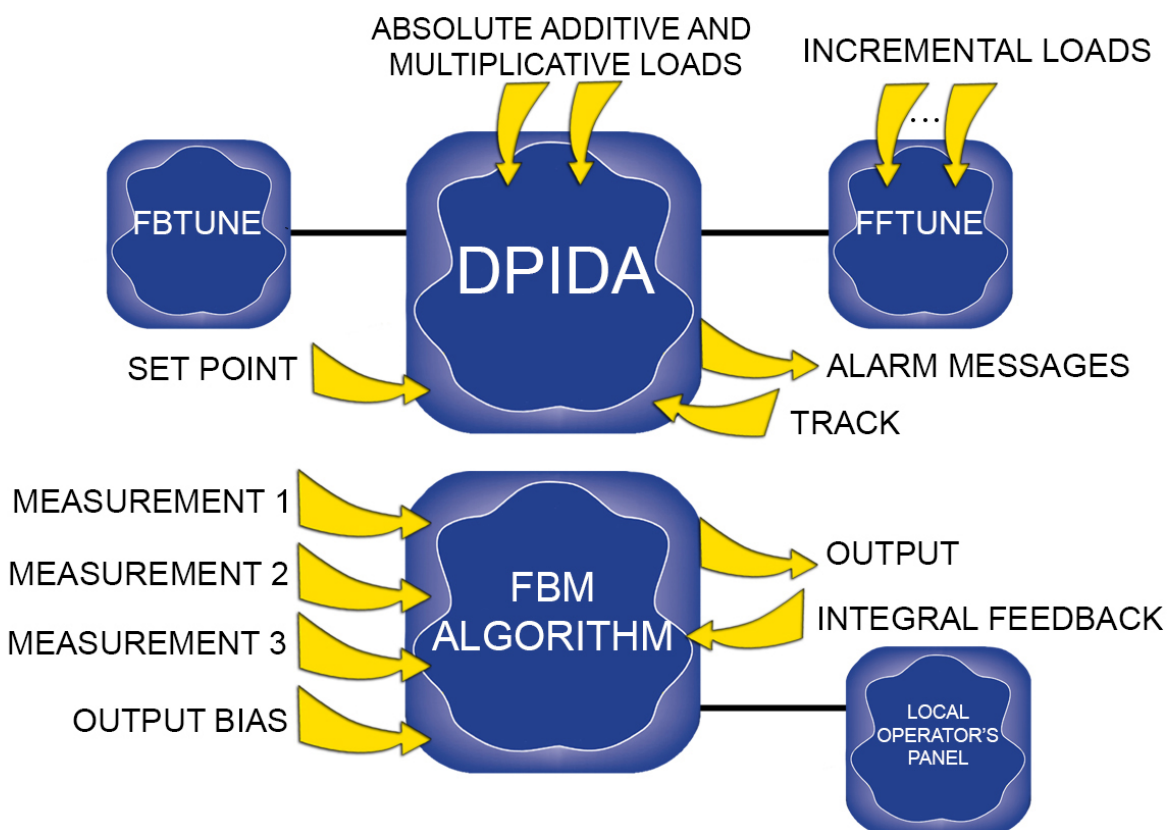 ABSOLUTE ADDITIVE AND
MULTIPLICATIVE LOADS
INCREMENTAL LOADS
...
FBTUNE
DPIDA
FFTUNE
SET POINT
ALARM MESSAGES
TRACK
MEASUREMENT 1
MEASUREMENT 2
MEASUREMENT 3
OUTPUT BIAS
FBM
ALGORITHM
OUTPUT
INTEGRAL FEEDBACK
LOCAL
OPERATOR'S
PANEL